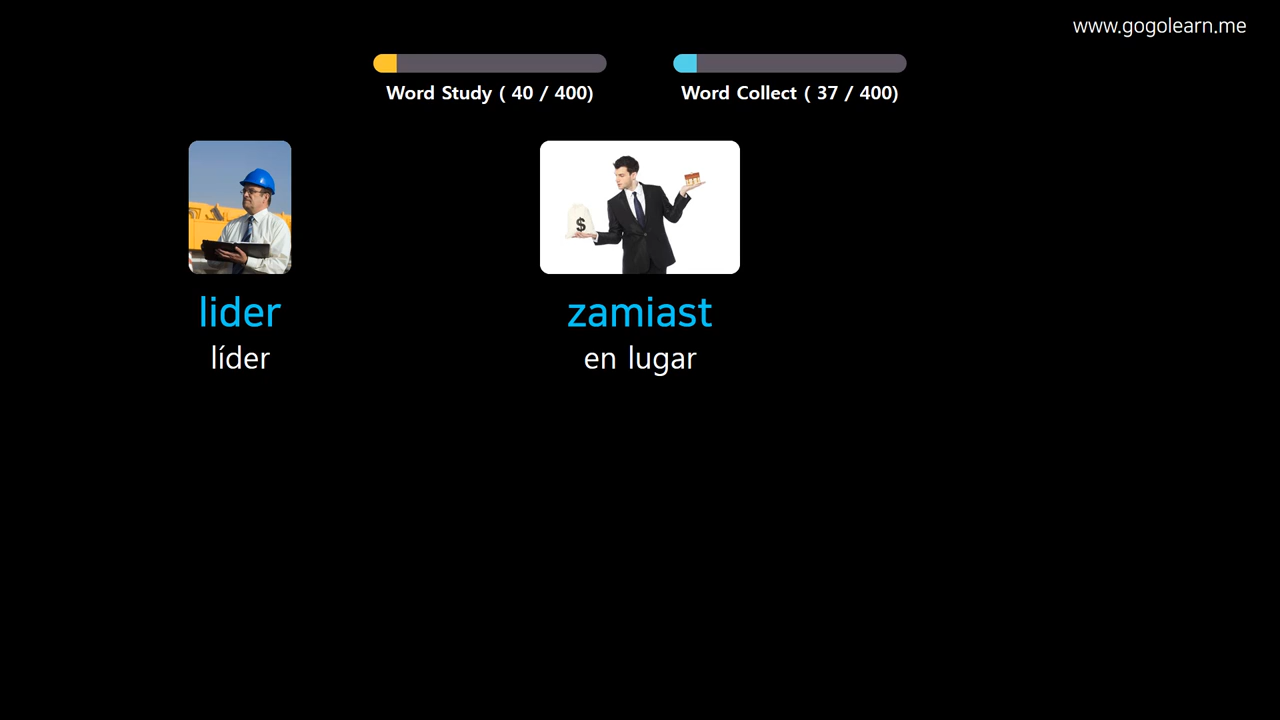 www.gogolearn.me
Word Study ( 40 / 400)
Word Collect ( 37 / 400)
$
lider
líder
zamiast
en lugar